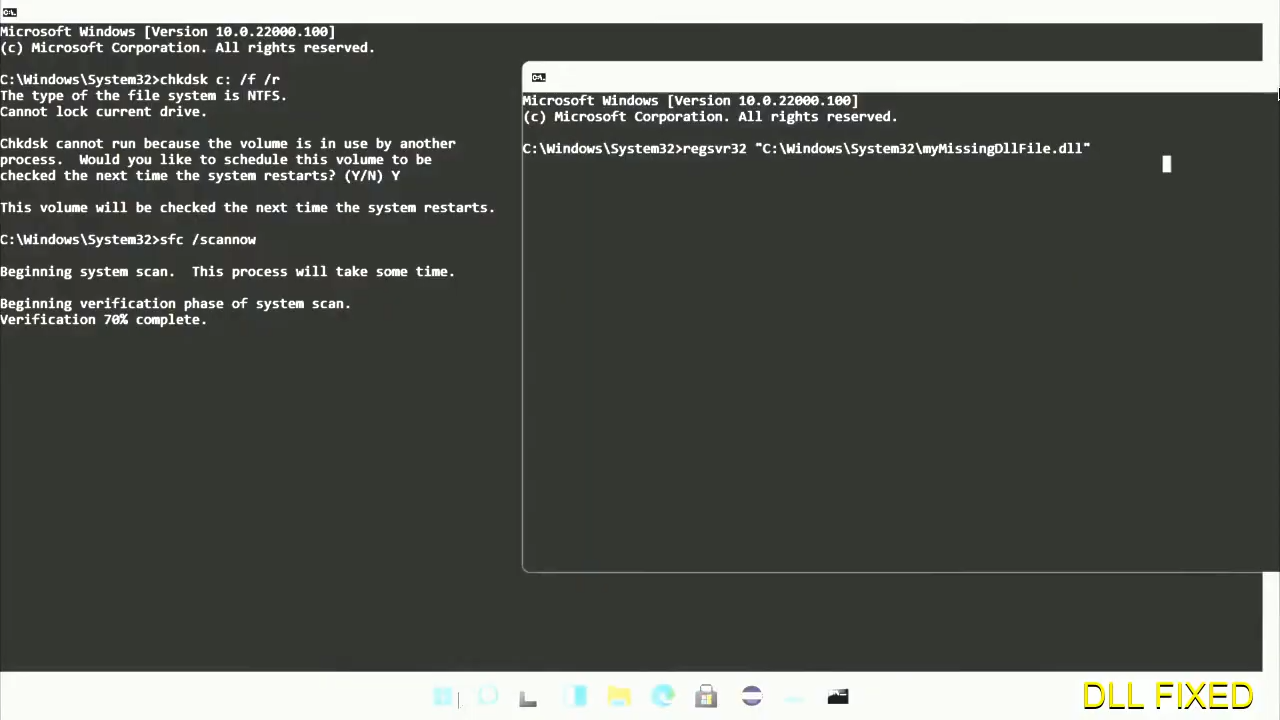 Microsoft Windows [Version 10.0.22000.100]
(c) Microsoft Corporation. All rights reserved.
C:\Windows\System32>chkdsk c: /f /r
The type of the file system is NTFS.
Cannot lock current drive.
Chkdsk cannot run because the volume is in use by another
process.  Would you like to schedule this volume to be
checked the next time the system restarts? (Y/N) Y
This volume will be checked the next time the system restarts.
C:\Windows\System32>sfc /scannow
Beginning system scan.  This process will take some time.
Beginning verification phase of system scan.
Verification 70% complete.
Microsoft Windows [Version 10.0.22000.100]
(c) Microsoft Corporation. All rights reserved.
C:\Windows\System32>regsvr32 "C:\Windows\System32\myMissingDllFile.dll"
DLL FIXED